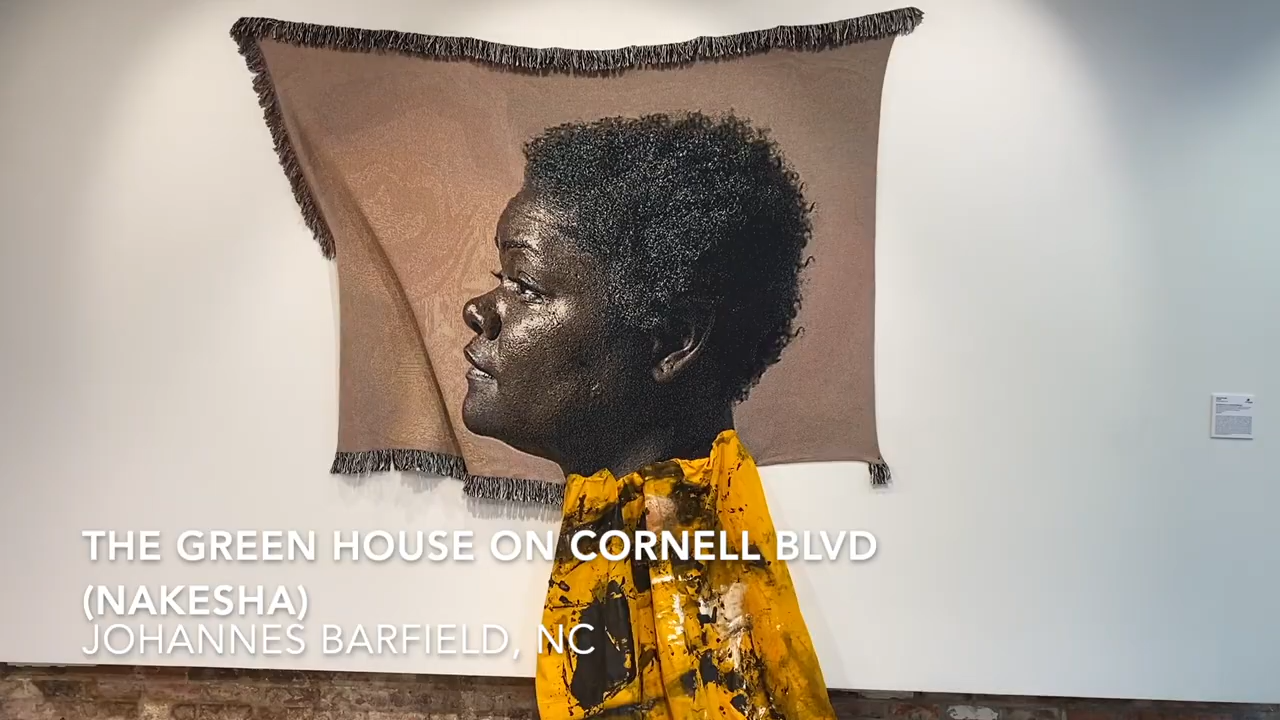 THE GREEN HOUSE ON CORNELL BLVD
(NAKESHA)
JOHANNES BARFIELD, NC